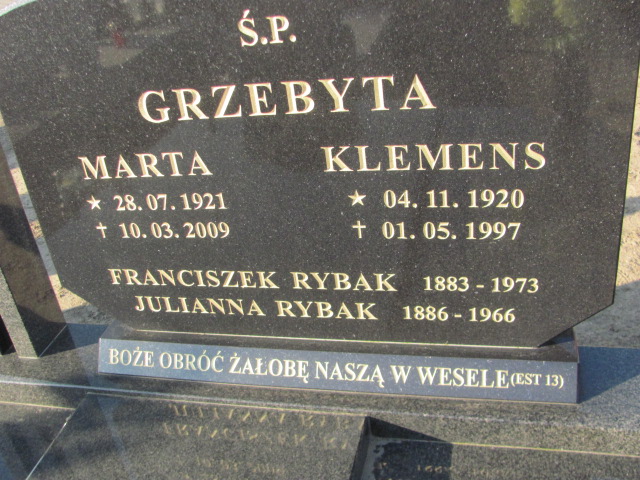 Ś.P.
GRZEBYTA
MARTA
★ 28.07.1921
† 10.03.2009
KLEMENS
★ 04.11.1920
† 01.05.1997
FRANCISZEK RYBAK 1883-1973
JULIANNA RYBAK 1886-1966
BOŻE OBRÓĆ ŻAŁOBĘ NASZĄ W WESELE (EST 13)